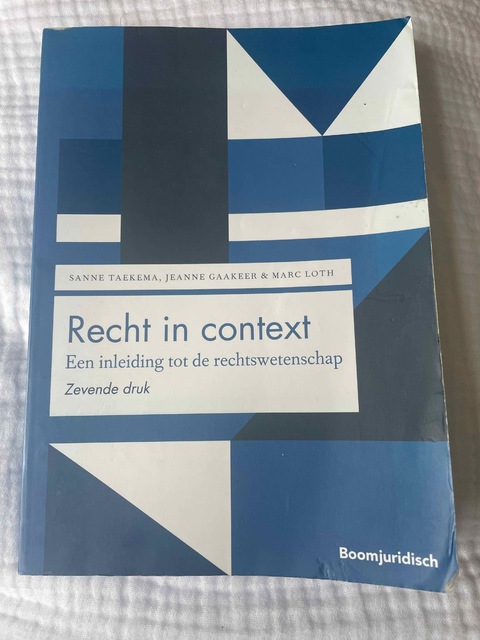 SANNE TAEKEMA, JEANNE GAAKEER & MARC LOTH
Recht in context
Een inleiding tot de rechtswetenschap
Zevende druk
Boomjuridisch